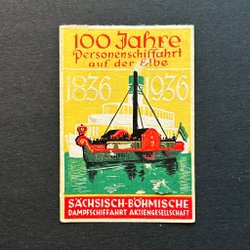 100 Jahre
Personenschiffahrt
auf der Elbe
1836 1936
SÄCHSISCH-BÖHMISCHE
DAMPFSCHIFFAHRT AKTIENGESELLSCHAFT